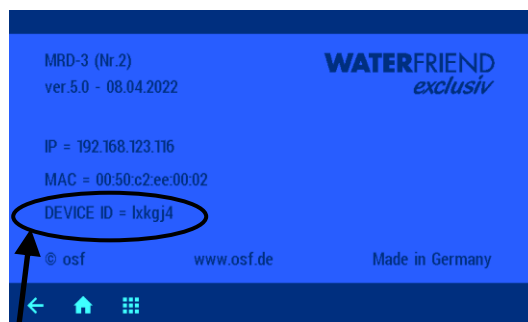 MRD-3 (Nr.2)
WATERFRIEND
ver.5.0 - 08.04.2022
exclusiv
IP = 192.168.123.116
MAC = 00:50:c2:ee:00:02
DEVICE ID = lxkgj4
© osf www.osf.de Made in Germany